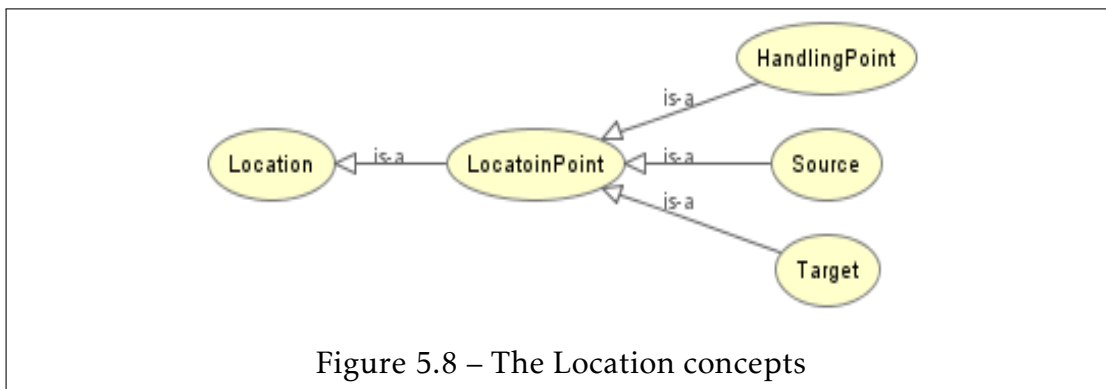 HandlingPoint
is-a
Location
is-a
LocatoinPoint
is-a
Source
is-a
Target
Figure 5.8 – The Location concepts